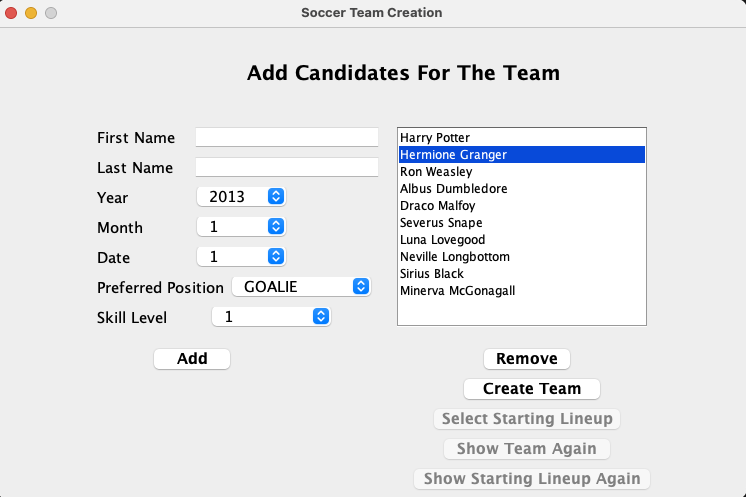 Soccer Team Creation
Add Candidates For The Team
First Name
Last Name
Year 2013
Month 1
Date 1
Preferred Position GOALIE
Skill Level 1
Add
Harry Potter
Hermione Granger
Ron Weasley
Albus Dumbledore
Draco Malfoy
Severus Snape
Luna Lovegood
Neville Longbottom
Sirius Black
Minerva McGonagall
Remove
Create Team
Select Starting Lineup
Show Team Again
Show Starting Lineup Again